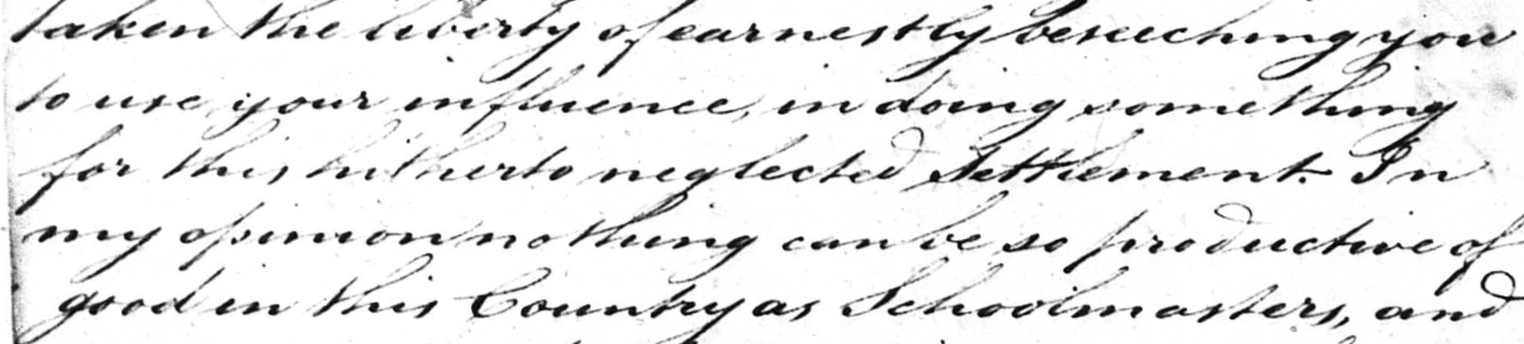 taken the liberty of earnestly beseeching you
to use your influence, in doing something
for this hitherto neglected Settlement. In
my opinion nothing can be so productive of
good in this Country as Schoolmasters, and